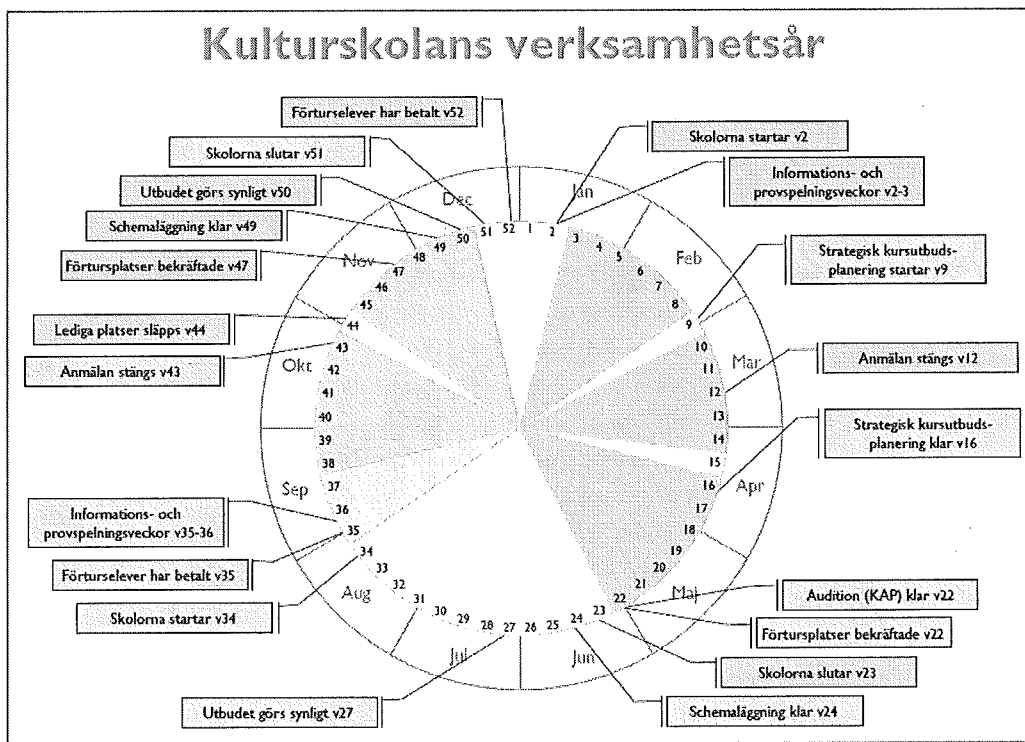 Kulturskolans verksamhetsår
Förturselever har betalt v52
Skolorna slutar v51
Utbudet görs synligt v50
Schemaläggning klar v49
Förtursplatser bekräftade v47
Lediga platser släpps v44
Anmälan stängs v43
Informations- och
provspelningsveckor v35-36
Förturselever har betalt v35
Skolorna startar v34
Utbudet görs synligt v27
Skolorna startar v2
Informations- och
provspelningsveckor v2-3
Strategisk kursutbuds-
planering startar v9
Anmälan stängs v12
Strategisk kursutbuds-
planering klar v16
Audition (KAP) klar v22
Förtursplatser bekräftade v22
Skolorna slutar v23
Schemaläggning klar v24
Jan
Feb
Mar
Apr
Maj
Jun
Jul
Aug
Sep
Okt
Nov
Dec
1
2
3
4
5
6
7
8
9
10
11
12
13
14
15
16
17
18
19
20
21
22
23
24
25
26
27
28
29
30
31
32
33
34
35
36
37
38
39
40
41
42
43
44
45
46
47
48
49
50
51
52